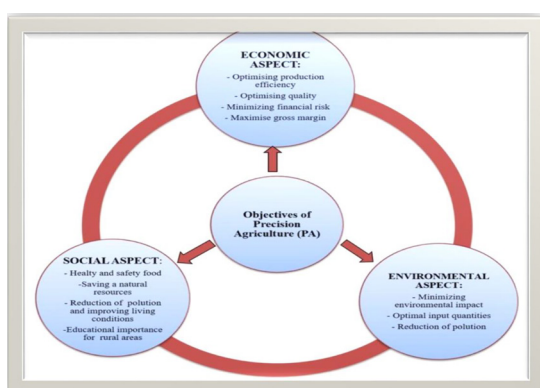 ECONOMIC
ASPECT:
- Optimising production
efficiency
- Optimising quality
- Minimizing financial risk
- Maximise gross margin
Objectives of
Precision
Agriculture (PA)
SOCIAL ASPECT:
- Healty and safety food
-Saving a natural
resources
- Reduction of polution
and improving living
conditions
-Educational importance
for rural areas
ENVIRONMENTAL
ASPECT:
- Minimizing
environmental impact
- Optimal input quantities
- Reduction of polution